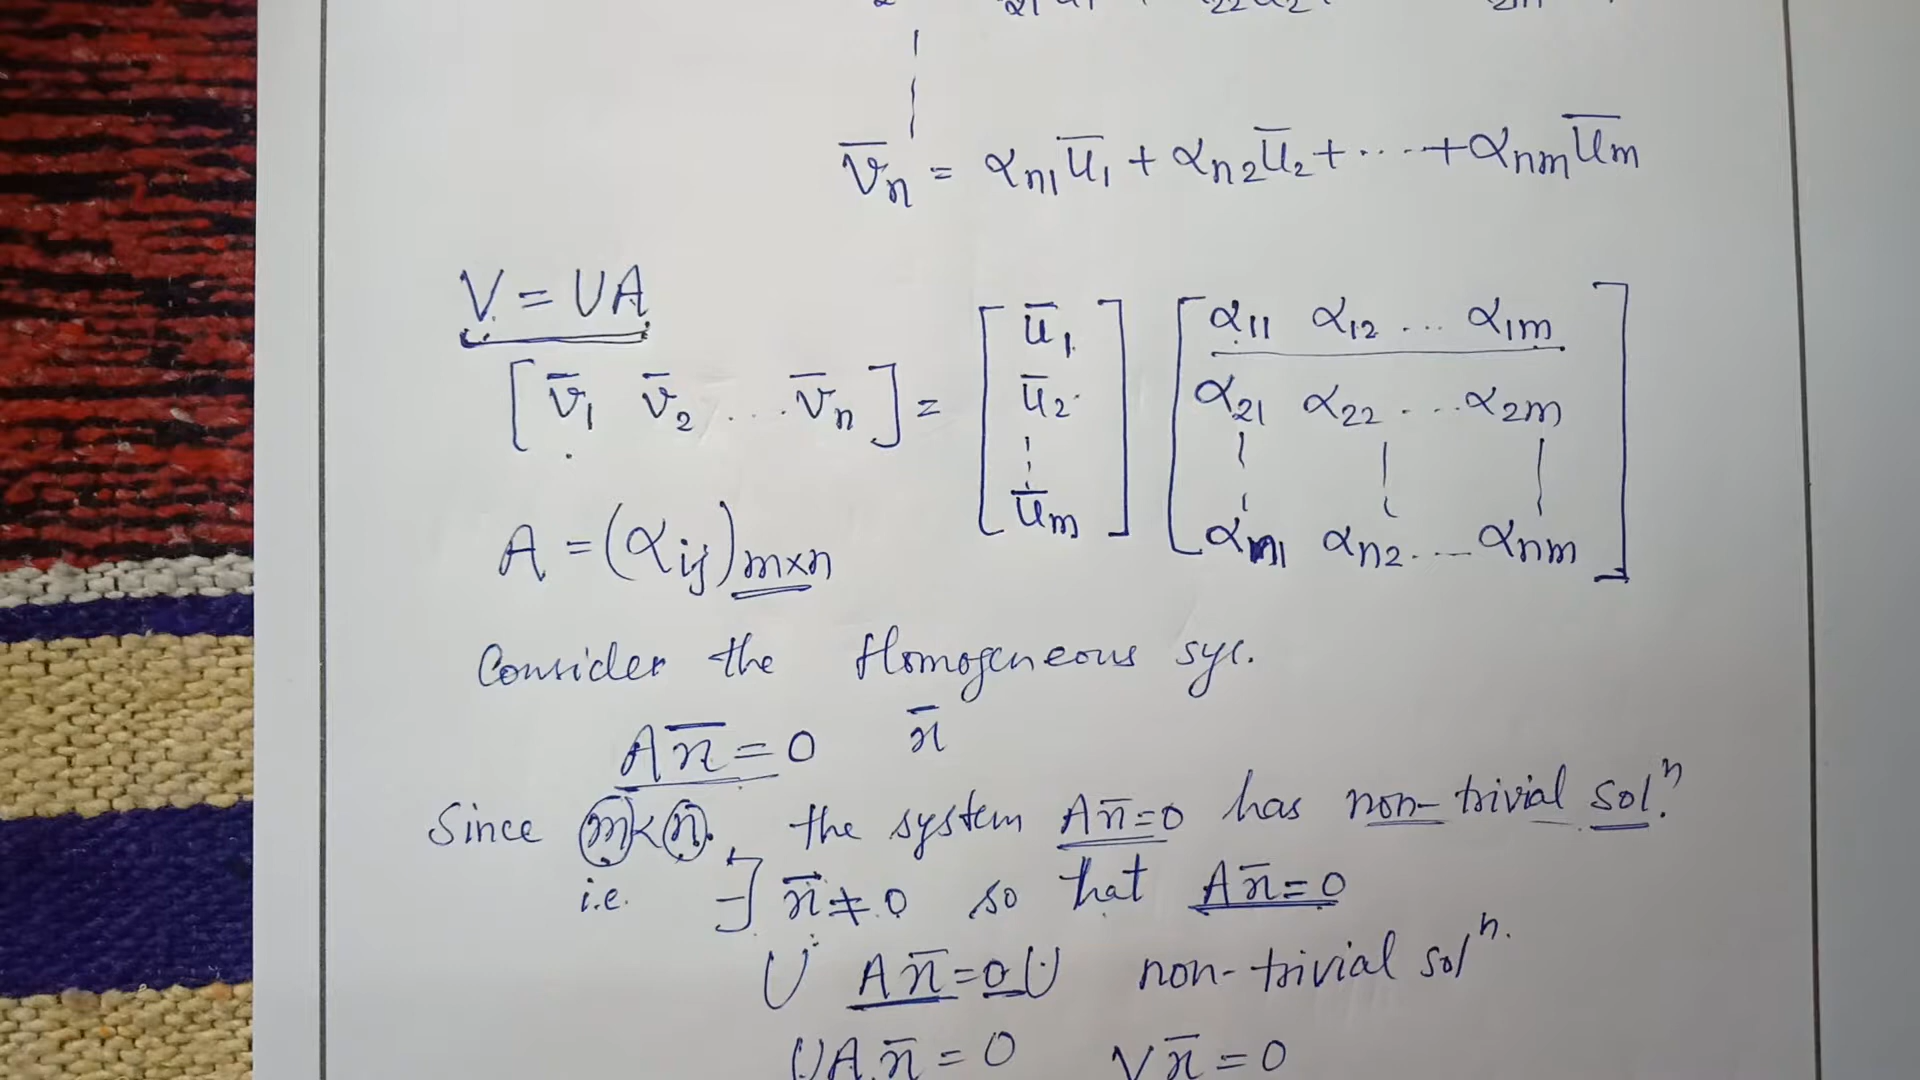 v̄n = αn1ū1 + αn2ū2 + ... + αnmūm
V = UA
[v̄1 v̄2 ... v̄n] = [ū1 ū2 ⋮ ūm] [α11 α12 ... α1m
α21 α22 ... α2m
αn1 αn2 ... αnm]
A = (αij)m×n
Consider the Homogeneous sys.
Ax̄ = 0 x̄
Since m<n, the system Ax̄=0 has non-trivial solⁿ.
i.e. ∃ x̄ ≠ 0 so that Ax̄ = 0
U Ax̄ = 0U non-trivial solⁿ.
UAx̄ = 0 Vx̄ = 0